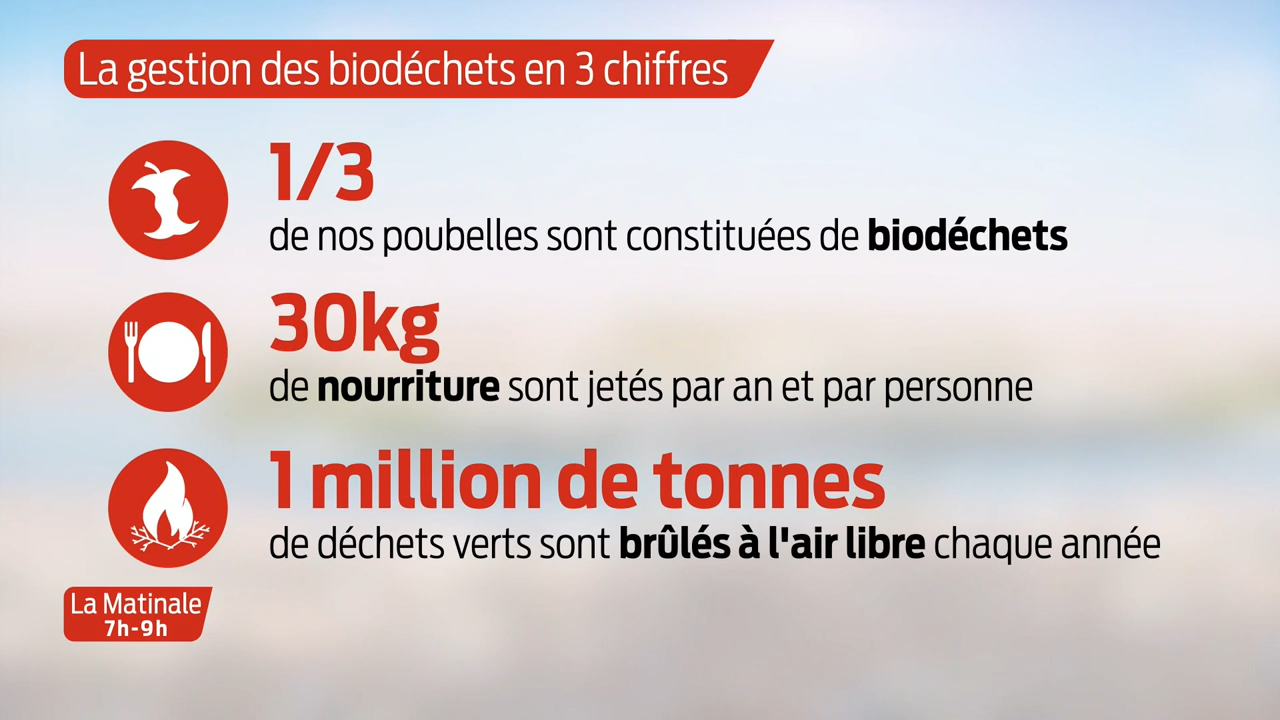 La gestion des biodéchets en 3 chiffres
1/3
de nos poubelles sont constituées de biodéchets
30kg
de nourriture sont jetés par an et par personne
1 million de tonnes
de déchets verts sont brûlés à l'air libre chaque année
La Matinale
7h-9h